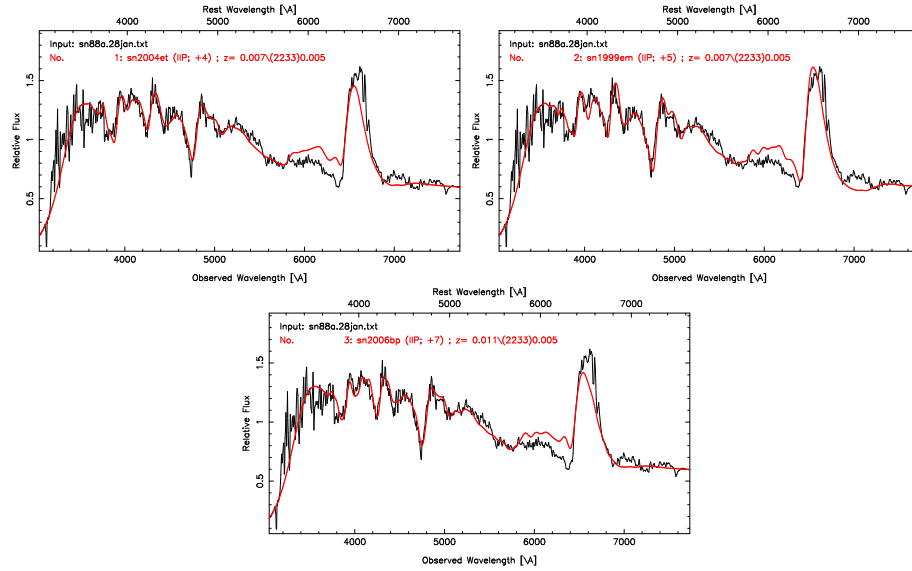 Rest Wavelength [\A]
4000 5000 6000 7000
Input: sn88a.28jan.txt
No. 1: sn2004et (IIP; +4) ; z= 0.007\(2233)0.005
Relative Flux
0.5 1 1.5
4000 5000 6000 7000
Observed Wavelength [\A]
Rest Wavelength [\A]
4000 5000 6000 7000
Input: sn88a.28jan.txt
No. 2: sn1999em (IIP; +5) ; z= 0.007\(2233)0.005
Relative Flux
0.5 1 1.5
4000 5000 6000 7000
Observed Wavelength [\A]
Rest Wavelength [\A]
4000 5000 6000 7000
Input: sn88a.28jan.txt
No. 3: sn2006bp (IIP; +7) ; z= 0.011\(2233)0.005
Relative Flux
0.5 1 1.5
4000 5000 6000 7000
Observed Wavelength [\A]